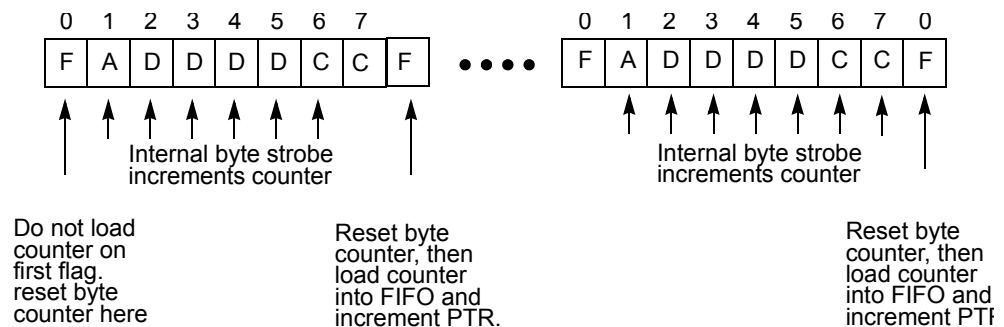 0 1 2 3 4 5 6 7 0 1 2 3 4 5 6 7 0
F A D D D D C C F •••• F A D D D D C C F
Internal byte strobe
increments counter
Internal byte strobe
increments counter
Do not load
counter on
first flag.
reset byte
counter here
Reset byte
counter, then
load counter
into FIFO and
increment PTR.
Reset byte
counter, then
load counter
into FIFO and
increment PTR